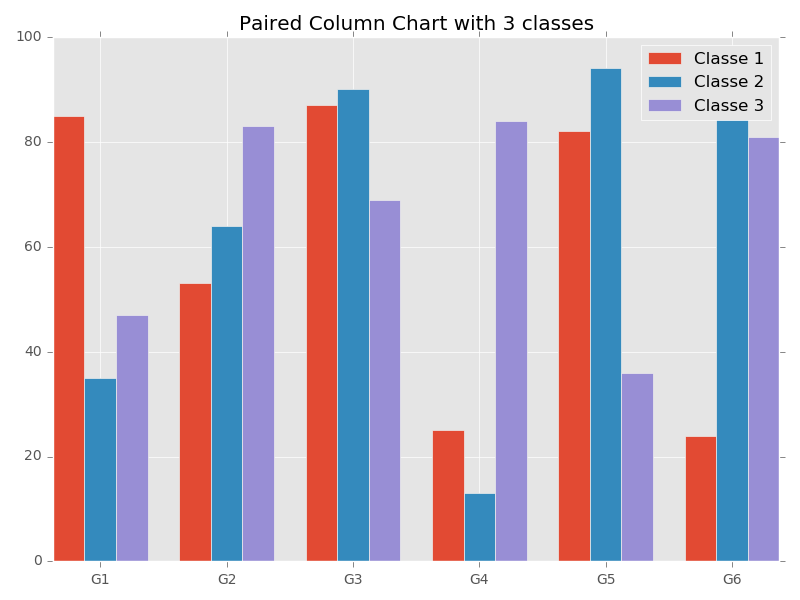 Paired Column Chart with 3 classes
100
80
60
40
20
0
Classe 1
Classe 2
Classe 3
G1 G2 G3 G4 G5 G6